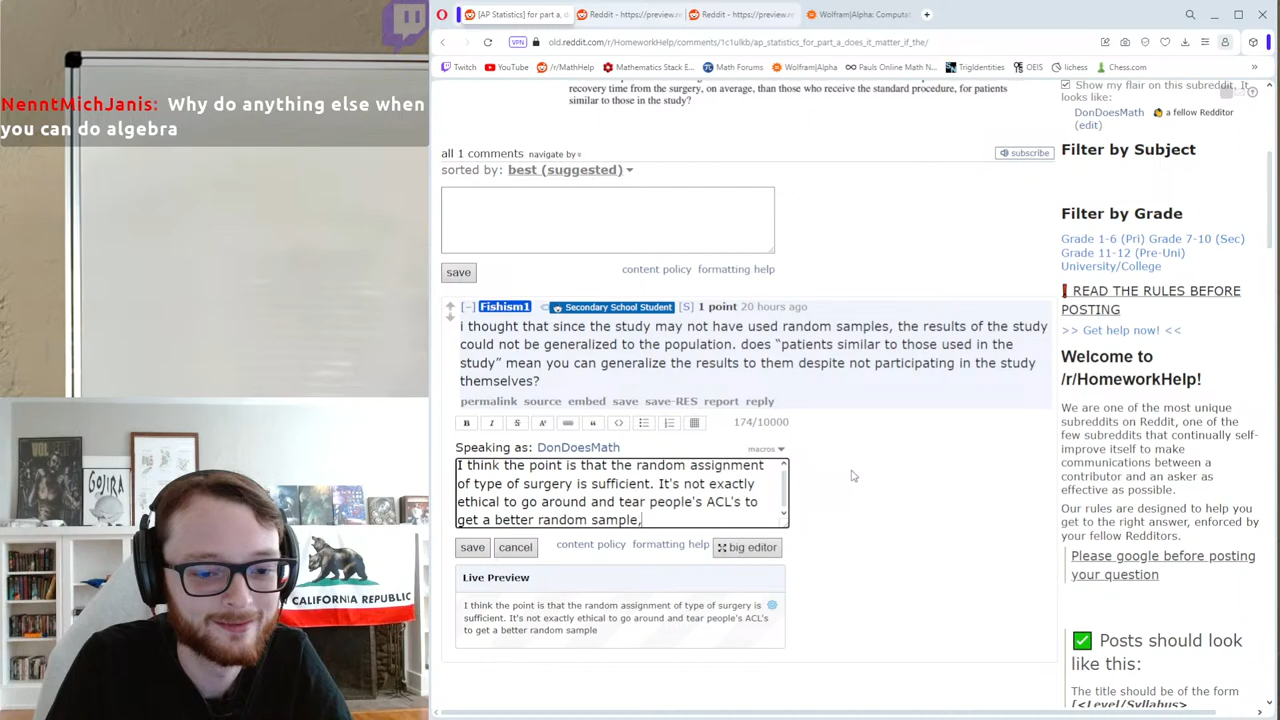 [AP Statistics] for part a, d
Reddit - https://preview.re
Reddit - https://preview.re
Wolfram|Alpha: Computat
VPN
old.reddit.com/r/HomeworkHelp/comments/1c1ulkb/ap_statistics_for_part_a_does_it_matter_if_the/
Twitch
YouTube
/r/MathHelp
Mathematics Stack E...
Math Forums
Wolfram|Alpha
Pauls Online Math N...
TrigIdentities
OEIS
lichess
Chess.com
NenntMichJanis: Why do anything else when
you can do algebra
recovery time from the surgery, on average, than those who receive the standard procedure, for patients
similar to those in the study?
all 1 comments navigate by
subscribe
sorted by: best (suggested)
save
content policy formatting help
[–] Fishism1 Secondary School Student [S] 1 point 20 hours ago
i thought that since the study may not have used random samples, the results of the study
could not be generalized to the population. does “patients similar to those used in the
study” mean you can generalize the results to them despite not participating in the study
themselves?
permalink source embed save save-RES report reply
174/10000
Speaking as: DonDoesMath
macros
I think the point is that the random assignment
of type of surgery is sufficient. It's not exactly
ethical to go around and tear people's ACL's to
get a better random sample,
save cancel
content policy formatting help
big editor
Live Preview
I think the point is that the random assignment of type of surgery is
sufficient. It's not exactly ethical to go around and tear people's ACL's
to get a better random sample
Show my flair on this subreddit. It
looks like:
DonDoesMath a fellow Redditor
(edit)
Filter by Subject
Filter by Grade
Grade 1-6 (Pri) Grade 7-10 (Sec)
Grade 11-12 (Pre-Uni)
University/College
READ THE RULES BEFORE
POSTING
>> Get help now! <<
Welcome to
/r/HomeworkHelp!
We are one of the most unique
subreddits on Reddit, one of the
few subreddits that continually self-
improve itself to make
communications between a
contributor and an asker as
effective as possible.
Our rules are designed to help you
get to the right answer, enforced by
your fellow Redditors.
Please google before posting
your question
Posts should look
like this:
The title should be of the form
[<Level/Syllabus>
GOJIRA
CALIFORNIA REPUBLIC